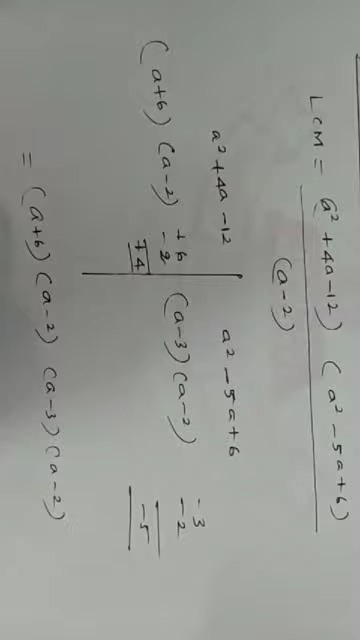 LCM = (a² + 4a - 12) (a² - 5a + 6)
(a - 2)
a² + 4a - 12
a² - 5a + 6
(a+6) (a-2)
+6
-2
+4
(a-3) (a-2)
-3
-2
-5
= (a+6) (a-2) (a-3) (a-2)